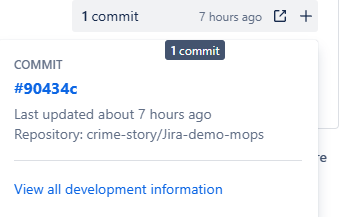 1 commit 7 hours ago
1 commit
COMMIT
#90434c
Last updated about 7 hours ago
Repository: crime-story/Jira-demo-mops
re
View all development information